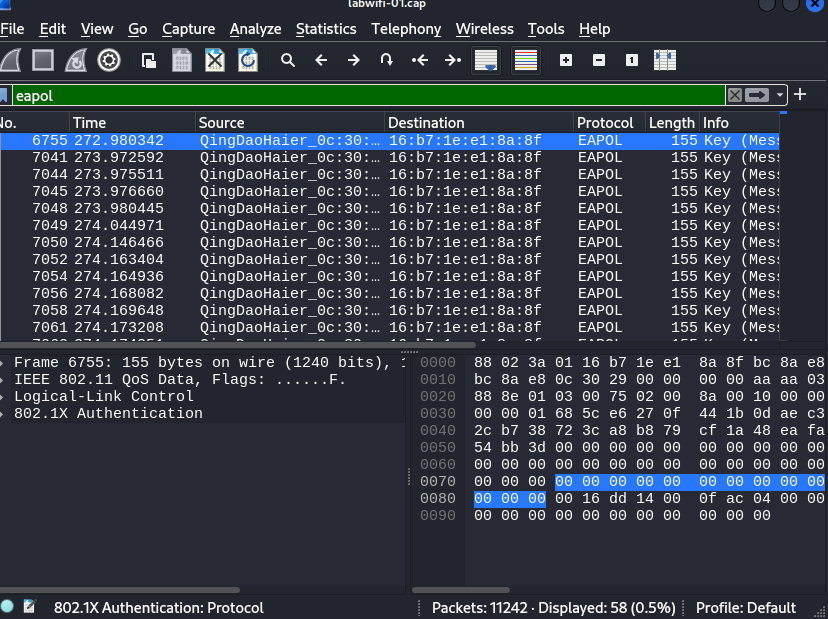 labwifi-01.cap
File Edit View Go Capture Analyze Statistics Telephony Wireless Tools Help
eapol
No. Time Source Destination Protocol Length Info
6755 272.980342 QingDaoHaier_0c:30:… 16:b7:1e:e1:8a:8f EAPOL 155 Key (Mess
7041 273.972592 QingDaoHaier_0c:30:… 16:b7:1e:e1:8a:8f EAPOL 155 Key (Mess
7044 273.975511 QingDaoHaier_0c:30:… 16:b7:1e:e1:8a:8f EAPOL 155 Key (Mess
7045 273.976660 QingDaoHaier_0c:30:… 16:b7:1e:e1:8a:8f EAPOL 155 Key (Mess
7048 273.980445 QingDaoHaier_0c:30:… 16:b7:1e:e1:8a:8f EAPOL 155 Key (Mess
7049 274.044971 QingDaoHaier_0c:30:… 16:b7:1e:e1:8a:8f EAPOL 155 Key (Mess
7050 274.146466 QingDaoHaier_0c:30:… 16:b7:1e:e1:8a:8f EAPOL 155 Key (Mess
7052 274.163404 QingDaoHaier_0c:30:… 16:b7:1e:e1:8a:8f EAPOL 155 Key (Mess
7054 274.164936 QingDaoHaier_0c:30:… 16:b7:1e:e1:8a:8f EAPOL 155 Key (Mess
7056 274.168082 QingDaoHaier_0c:30:… 16:b7:1e:e1:8a:8f EAPOL 155 Key (Mess
7058 274.169648 QingDaoHaier_0c:30:… 16:b7:1e:e1:8a:8f EAPOL 155 Key (Mess
7061 274.173208 QingDaoHaier_0c:30:… 16:b7:1e:e1:8a:8f EAPOL 155 Key (Mess
Frame 6755: 155 bytes on wire (1240 bits), 1
IEEE 802.11 QoS Data, Flags: ......F.
Logical-Link Control
802.1X Authentication
0000 88 02 3a 01 16 b7 1e e1 8a 8f bc 8a e8
0010 bc 8a e8 0c 30 29 00 00 00 00 aa aa 03
0020 88 8e 01 03 00 75 02 00 8a 00 10 00 00
0030 00 00 01 68 5c e6 27 0f 44 1b 0d ae c3
0040 2c b7 38 72 3c a8 b8 79 cf 1a 48 ea fa
0050 54 bb 3d 00 00 00 00 00 00 00 00 00 00
0060 00 00 00 00 00 00 00 00 00 00 00 00 00
0070 00 00 00 00 00 00 00 00 00 00 00 00 00
0080 00 00 00 00 16 dd 14 00 0f ac 04 00 00
0090 00 00 00 00 00 00 00 00 00 00 00
802.1X Authentication: Protocol
Packets: 11242 · Displayed: 58 (0.5%)
Profile: Default